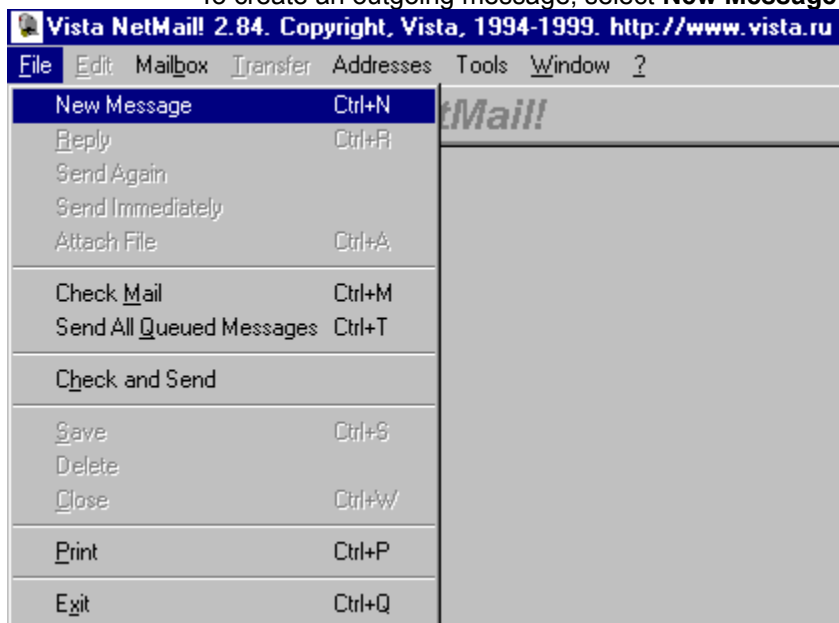 To create an outgoing message, select New Message
Vista NetMail! 2.84. Copyright, Vista, 1994-1999. http://www.vista.ru
File Edit Mailbox Transfer Addresses Tools Window ?
tMail!
New Message Ctrl+N
Reply Ctrl+R
Send Again
Send Immediately
Attach File Ctrl+A
Check Mail Ctrl+M
Send All Queued Messages Ctrl+T
Check and Send
Save Ctrl+S
Delete
Close Ctrl+W
Print Ctrl+P
Exit Ctrl+Q